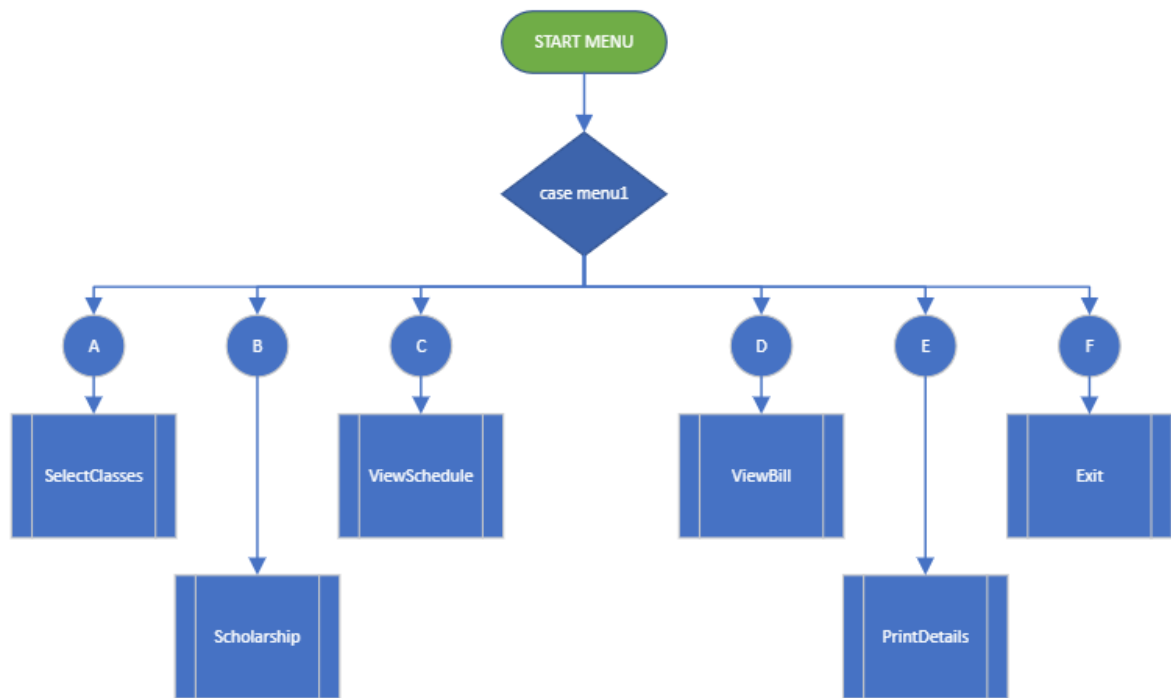 START MENU
case menu1
A
B
C
D
E
F
SelectClasses
ViewSchedule
ViewBill
Exit
Scholarship
PrintDetails